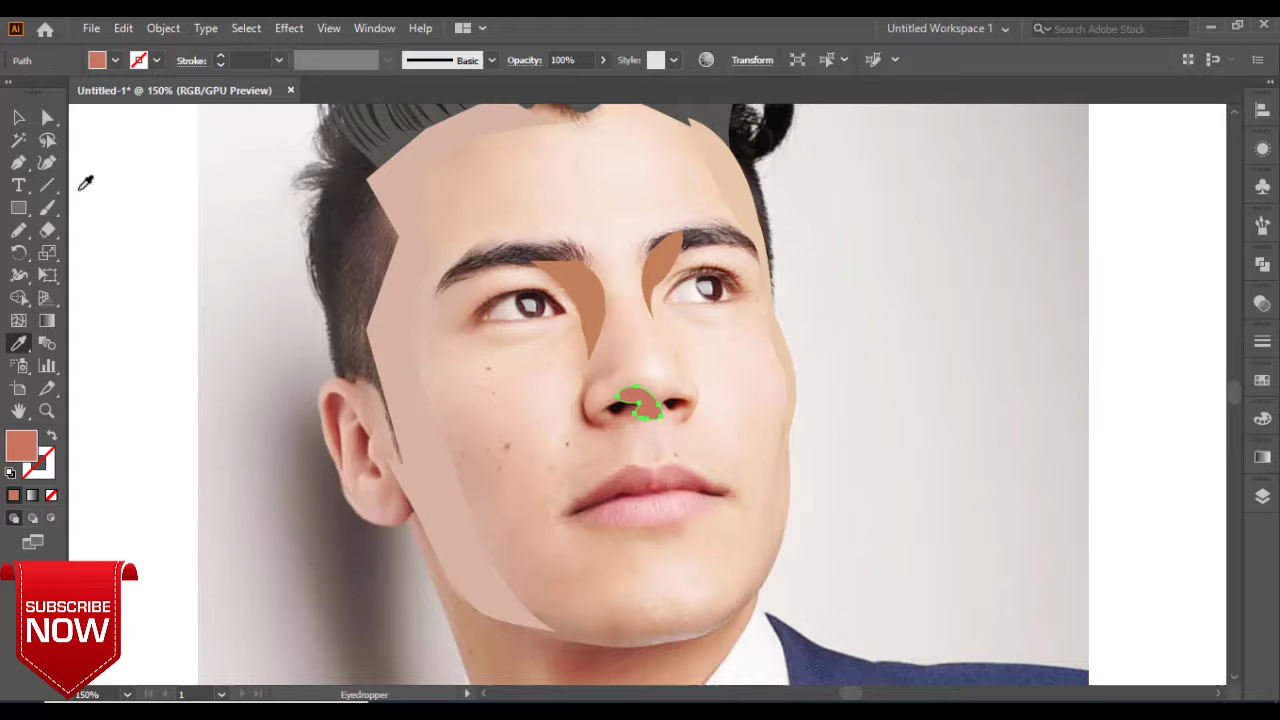 Ai File Edit Object Type Select Effect View Window Help Untitled Workspace 1 Search Adobe Stock
Path Stroke: Basic Opacity: 100% Style: Transform
Untitled-1* @ 150% (RGB/GPU Preview)
SUBSCRIBE
NOW
150% 1 Eyedropper